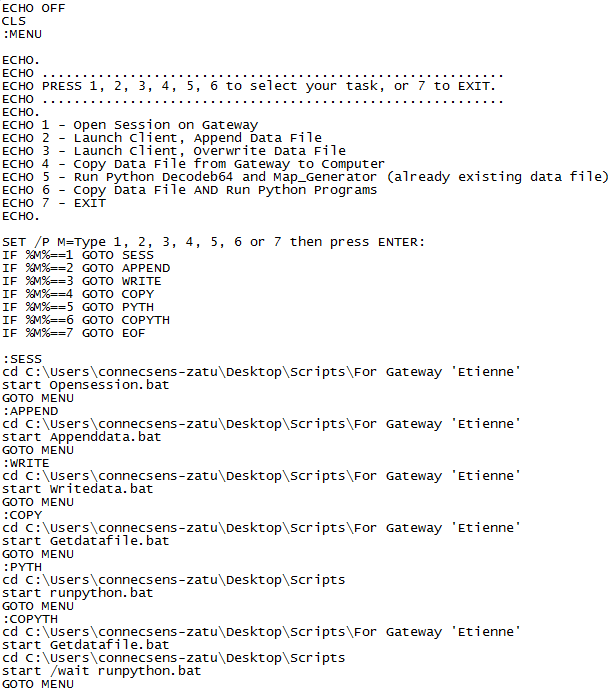 ECHO OFF
CLS
:MENU
ECHO.
ECHO ..........................................................
ECHO PRESS 1, 2, 3, 4, 5, 6 to select your task, or 7 to EXIT.
ECHO ..........................................................
ECHO.
ECHO 1 - Open Session on Gateway
ECHO 2 - Launch Client, Append Data File
ECHO 3 - Launch Client, Overwrite Data File
ECHO 4 - Copy Data File from Gateway to Computer
ECHO 5 - Run Python Decodeb64 and Map_Generator (already existing data file)
ECHO 6 - Copy Data File AND Run Python Programs
ECHO 7 - EXIT
ECHO.
SET /P M=Type 1, 2, 3, 4, 5, 6 or 7 then press ENTER:
IF %M%==1 GOTO SESS
IF %M%==2 GOTO APPEND
IF %M%==3 GOTO WRITE
IF %M%==4 GOTO COPY
IF %M%==5 GOTO PYTH
IF %M%==6 GOTO COPYTH
IF %M%==7 GOTO EOF
:SESS
cd C:\Users\connecsens-zatu\Desktop\Scripts\For Gateway 'Etienne'
start Opensession.bat
GOTO MENU
:APPEND
cd C:\Users\connecsens-zatu\Desktop\Scripts\For Gateway 'Etienne'
start Appenddata.bat
GOTO MENU
:WRITE
cd C:\Users\connecsens-zatu\Desktop\Scripts\For Gateway 'Etienne'
start Writedata.bat
GOTO MENU
:COPY
cd C:\Users\connecsens-zatu\Desktop\Scripts\For Gateway 'Etienne'
start Getdatafile.bat
GOTO MENU
:PYTH
cd C:\Users\connecsens-zatu\Desktop\Scripts
start runpython.bat
GOTO MENU
:COPYTH
cd C:\Users\connecsens-zatu\Desktop\Scripts\For Gateway 'Etienne'
start Getdatafile.bat
cd C:\Users\connecsens-zatu\Desktop\Scripts
start /wait runpython.bat
GOTO MENU